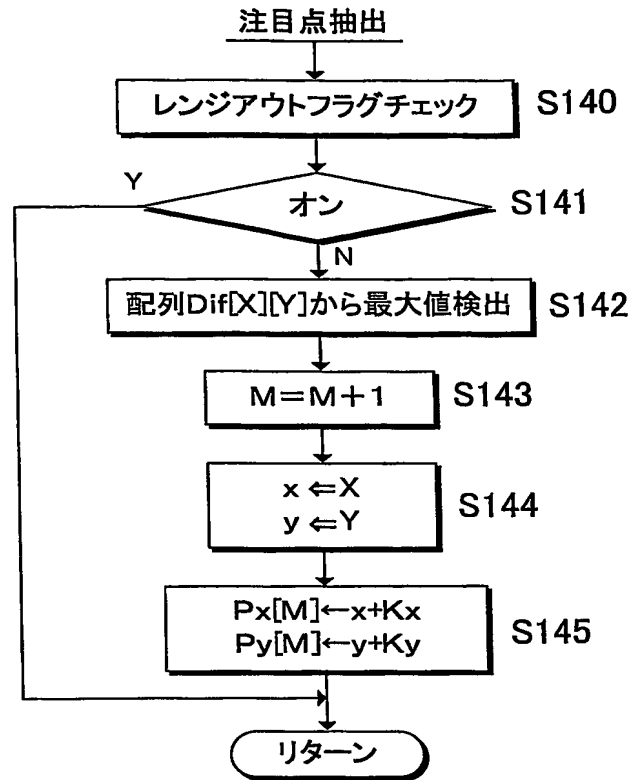 注目点抽出
レンジアウトフラグチェック S140
Y
オン S141
N
配列Dif[X][Y]から最大値検出 S142
M=M+1 S143
x⇐X
y⇐Y
S144
Px[M]←x+Kx
Py[M]←y+Ky
S145
リターン